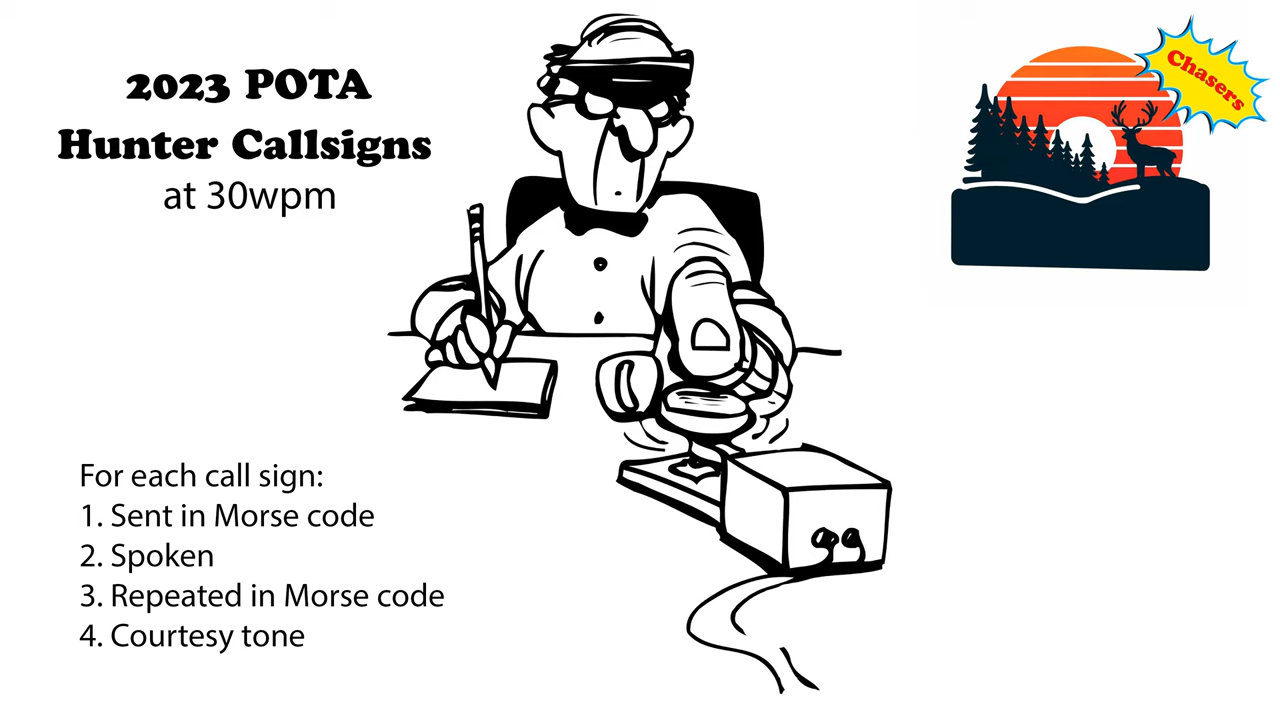 2023 POTA
Hunter Callsigns
at 30wpm
Chasers
For each call sign:
1. Sent in Morse code
2. Spoken
3. Repeated in Morse code
4. Courtesy tone